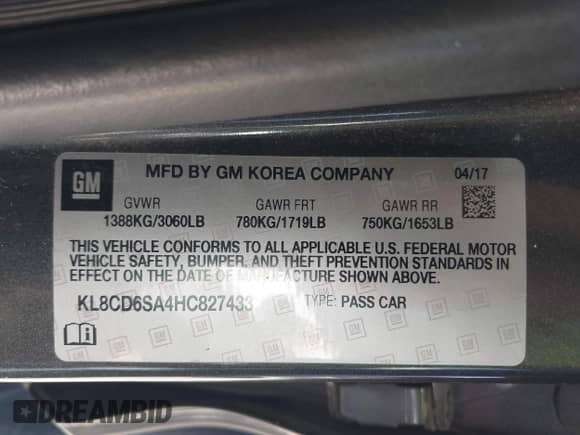 GM
MFD BY GM KOREA COMPANY 04/17
GVWR GAWR FRT GAWR RR
1388KG/3060LB 780KG/1719LB 750KG/1653LB
THIS VEHICLE CONFORMS TO ALL APPLICABLE U.S. FEDERAL MOTOR
VEHICLE SAFETY, BUMPER, AND THEFT PREVENTION STANDARDS IN
EFFECT ON THE DATE OF MANUFACTURE SHOWN ABOVE.
KL8CD6SA4HC827433 TYPE: PASS CAR
DREAMBID